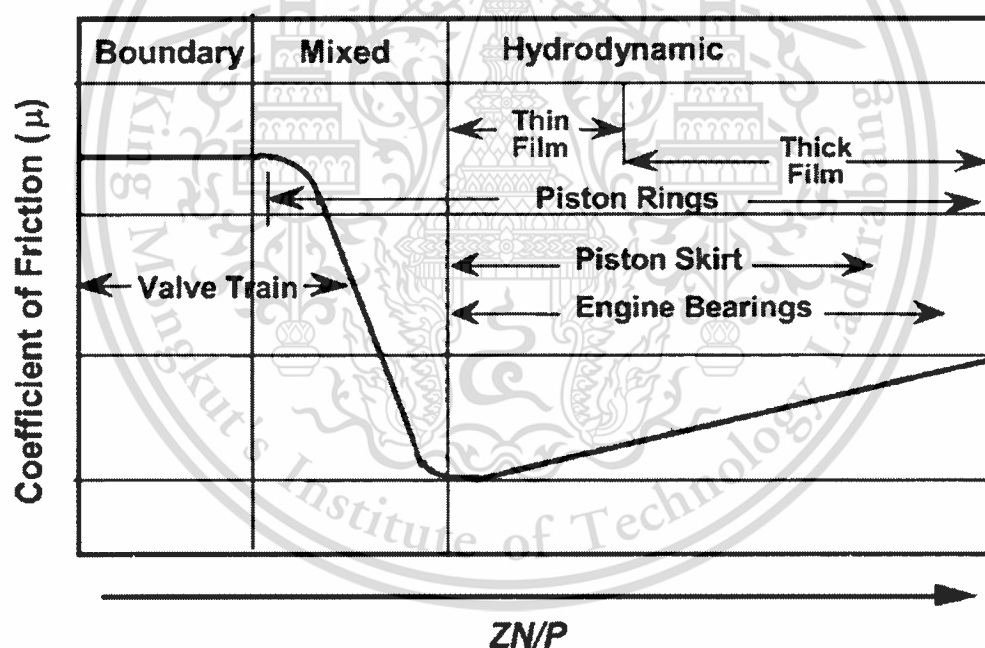 Boundary Mixed Hydrodynamic
Thin
Film
Thick
Film
Piston Rings
Piston Skirt
Valve Train
Engine Bearings
Coefficient of Friction (μ)
ZN/P
King Mongkut's Institute of Technology Ladkrabang